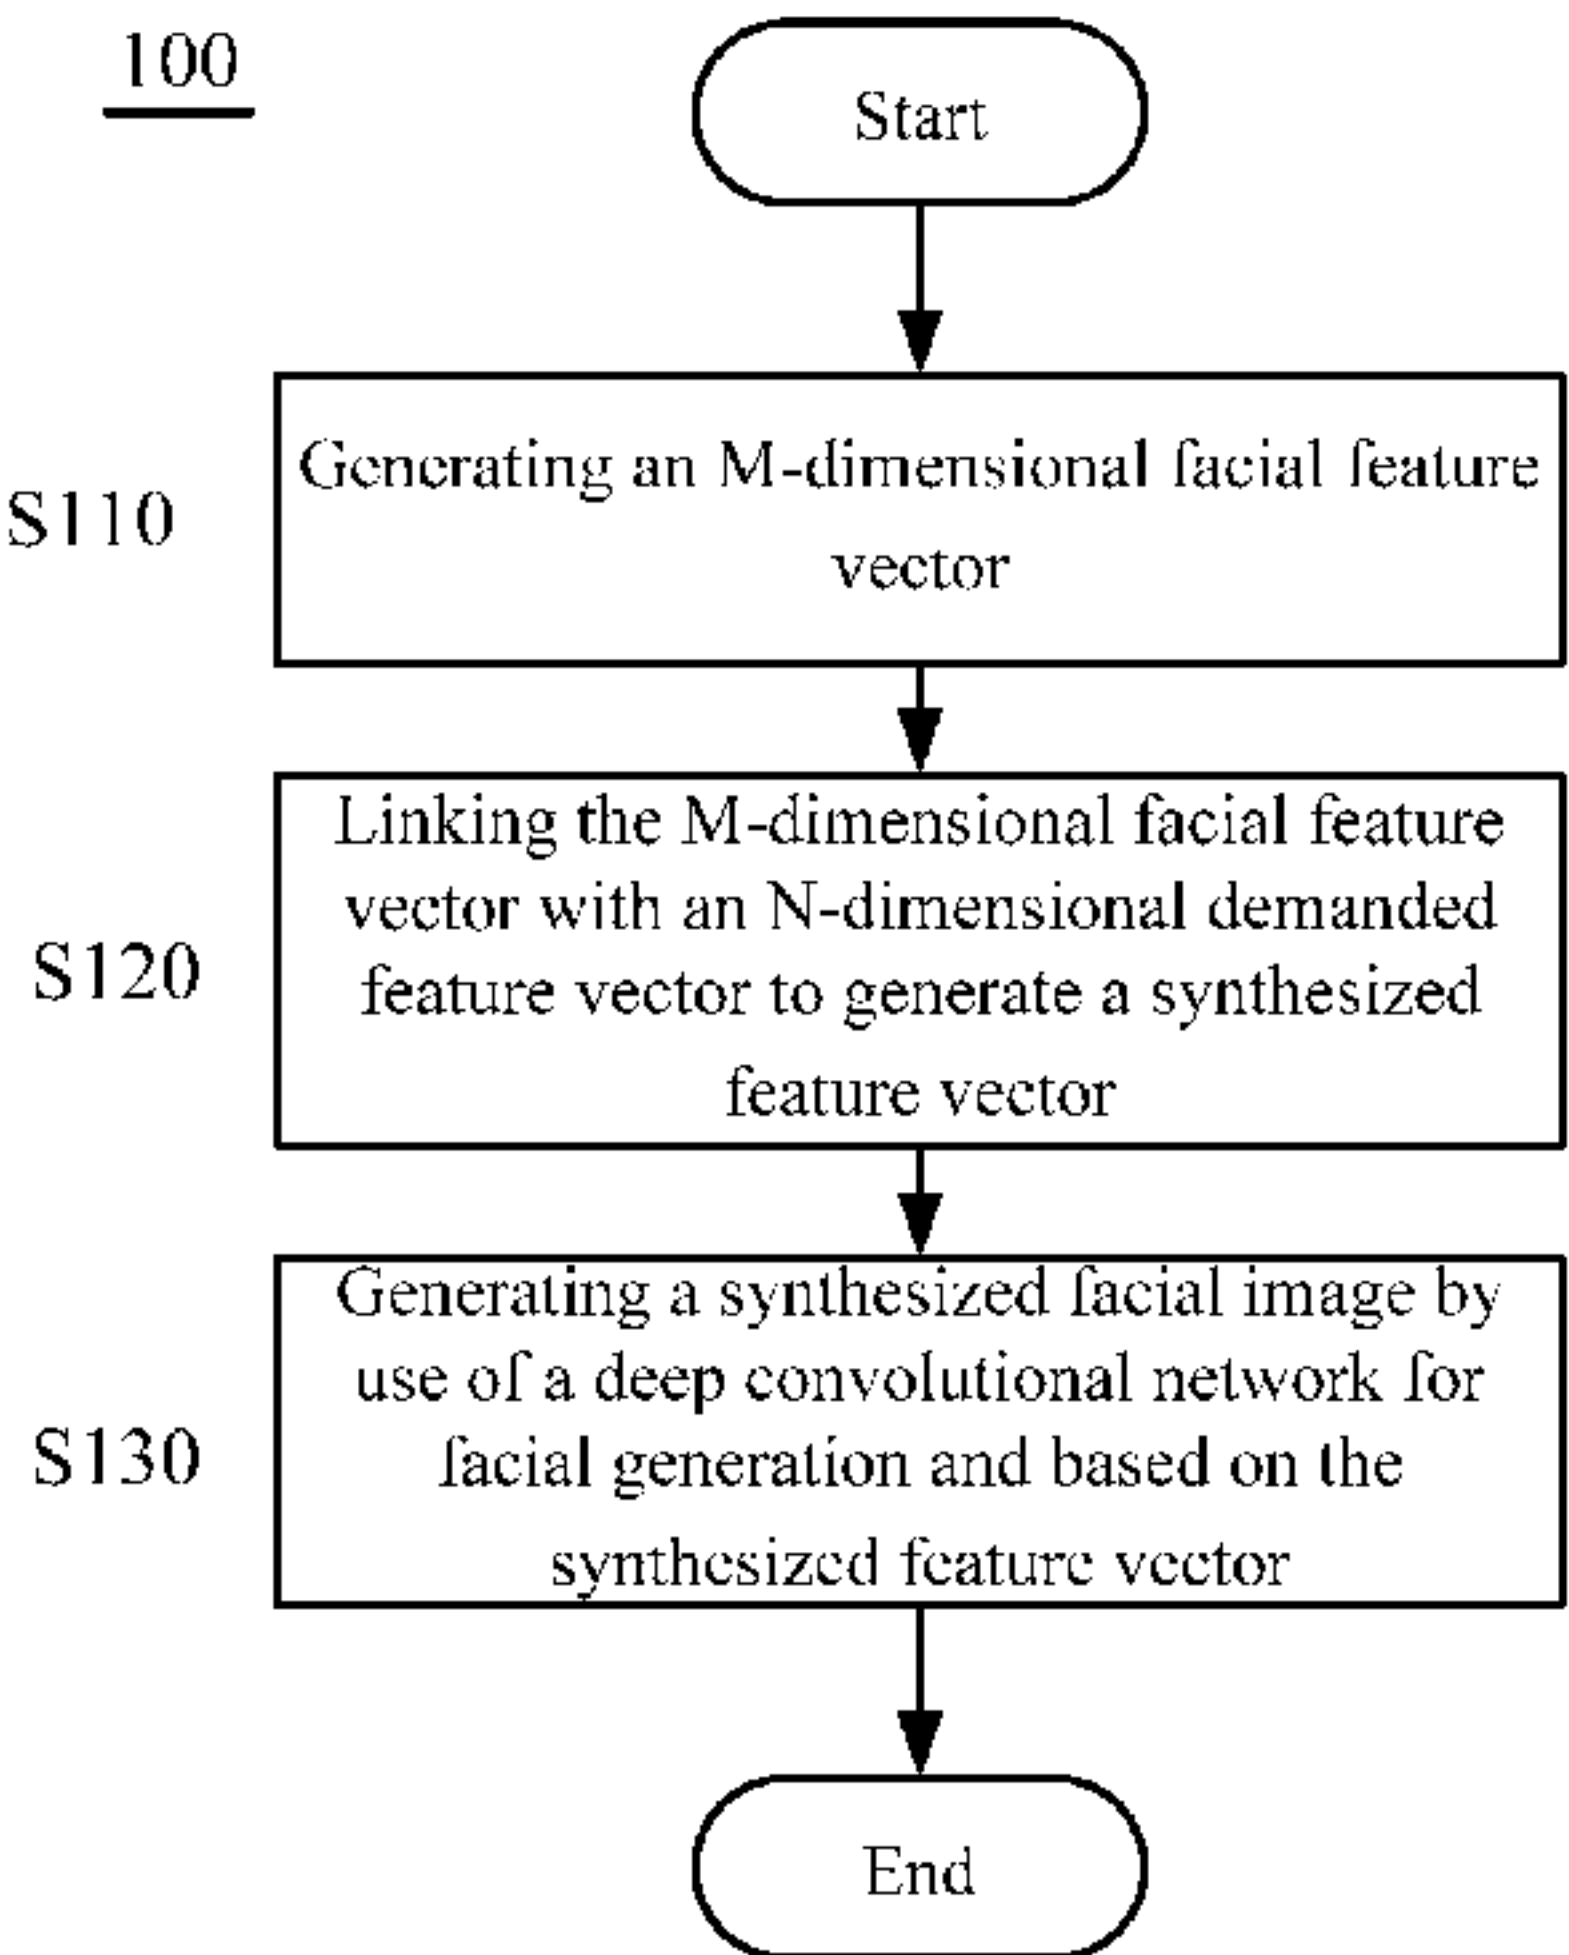 100
Start
S110
Generating an M-dimensional facial feature
vector
S120
Linking the M-dimensional facial feature
vector with an N-dimensional demanded
feature vector to generate a synthesized
feature vector
S130
Generating a synthesized facial image by
use of a deep convolutional network for
facial generation and based on the
synthesized feature vector
End